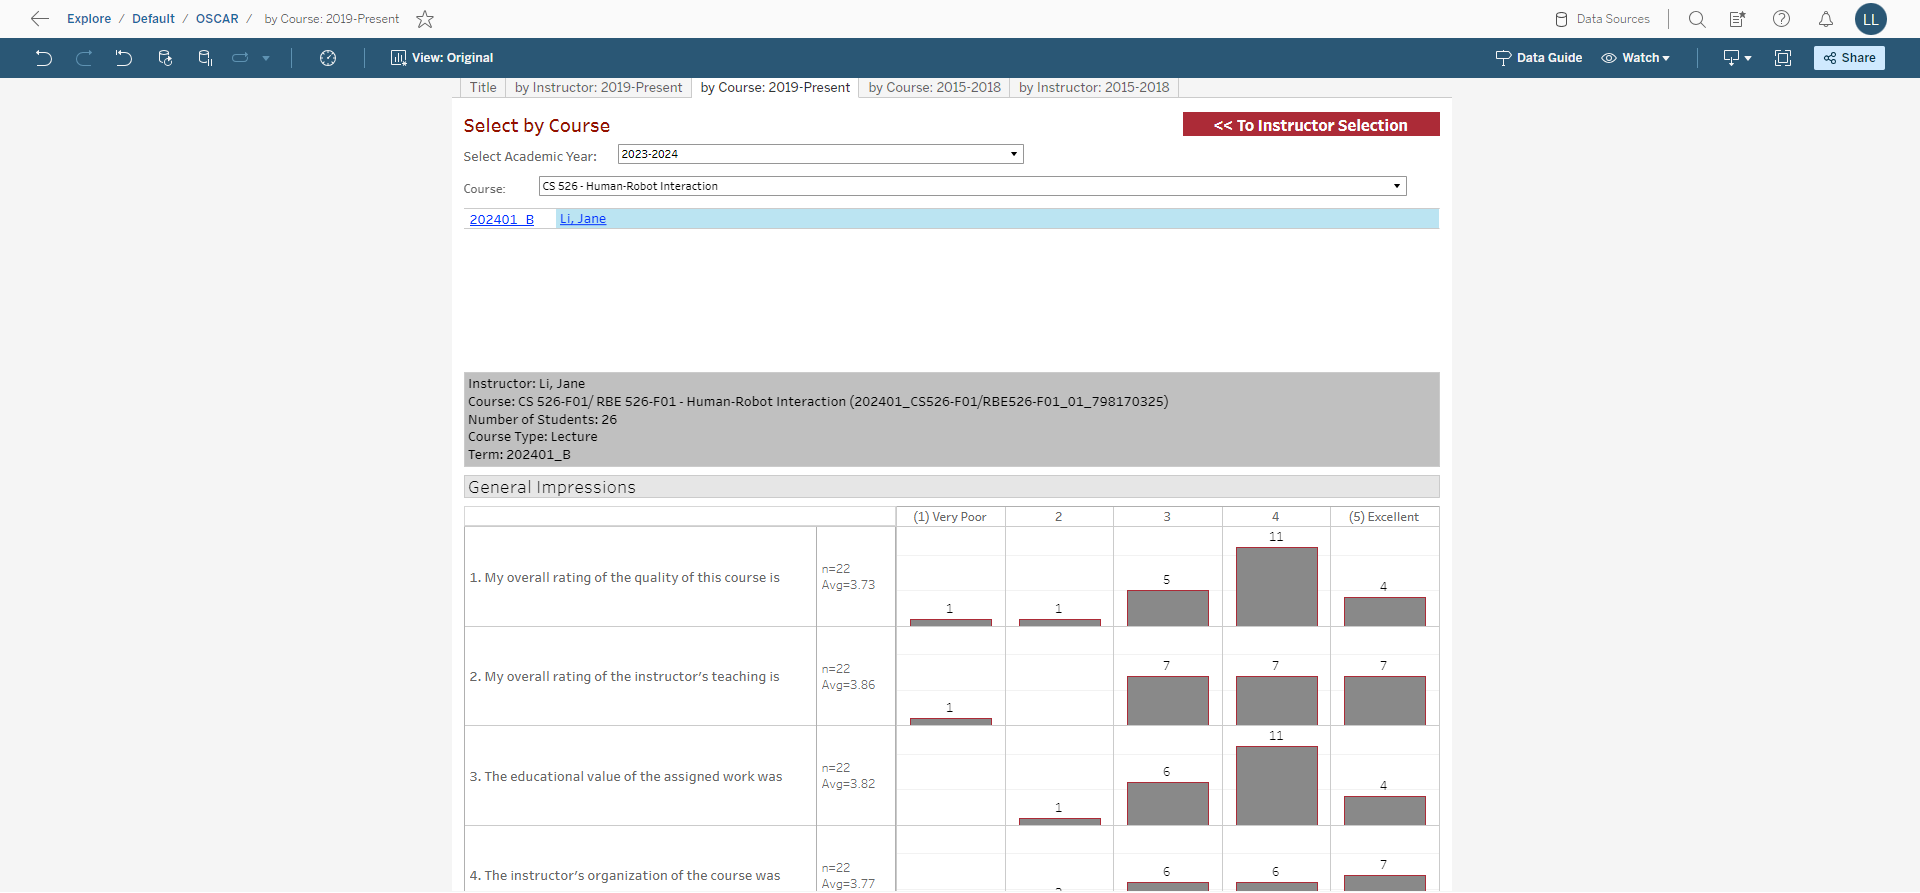 Explore / Default / OSCAR / by Course: 2019-Present
Data Sources
LL
View: Original
Data Guide
Watch
Share
Title
by Instructor: 2019-Present
by Course: 2019-Present
by Course: 2015-2018
by Instructor: 2015-2018
Select by Course
<< To Instructor Selection
Select Academic Year:
2023-2024
Course:
CS 526 - Human-Robot Interaction
202401_B
Li, Jane
Instructor: Li, Jane
Course: CS 526-F01/ RBE 526-F01 - Human-Robot Interaction (202401_CS526-F01/RBE526-F01_01_798170325)
Number of Students: 26
Course Type: Lecture
Term: 202401_B
General Impressions
(1) Very Poor
2
3
4
(5) Excellent
1. My overall rating of the quality of this course is
n=22
Avg=3.73
1
1
5
11
4
2. My overall rating of the instructor's teaching is
n=22
Avg=3.86
1
7
7
7
3. The educational value of the assigned work was
n=22
Avg=3.82
1
6
11
4
4. The instructor's organization of the course was
n=22
Avg=3.77
6
6
7